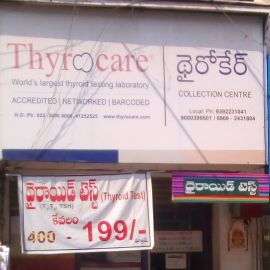 Thyrocare
World's largest thyroid testing laboratory
ACCREDITED | NETWORKED | BARCODED
థైరోకేర్
COLLECTION CENTRE
థైరాయిడ్ టెస్ట్ (Thyroid Test)
కేవలం
400 - 199/-
థైరాయిడ్ టెస్ట్